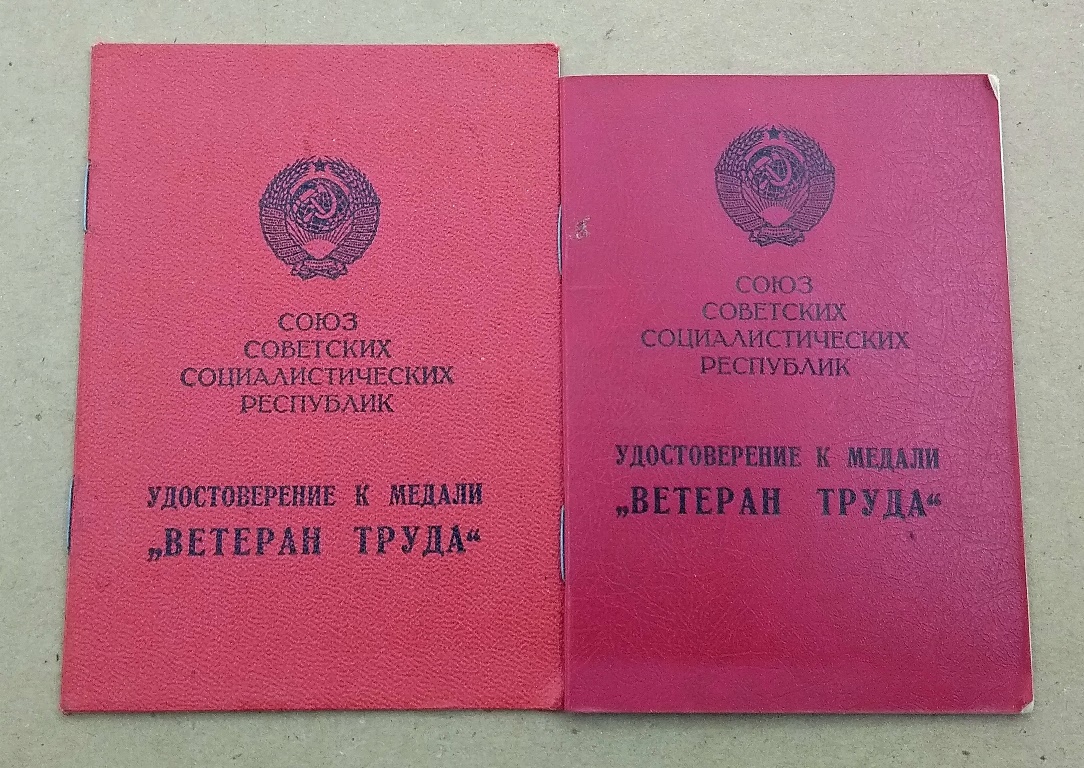 СОЮЗ
СОВЕТСКИХ
СОЦИАЛИСТИЧЕСКИХ
РЕСПУБЛИК
УДОСТОВЕРЕНИЕ К МЕДАЛИ
„ВЕТЕРАН ТРУДА“
СОЮЗ
СОВЕТСКИХ
СОЦИАЛИСТИЧЕСКИХ
РЕСПУБЛИК
УДОСТОВЕРЕНИЕ К МЕДАЛИ
„ВЕТЕРАН ТРУДА“